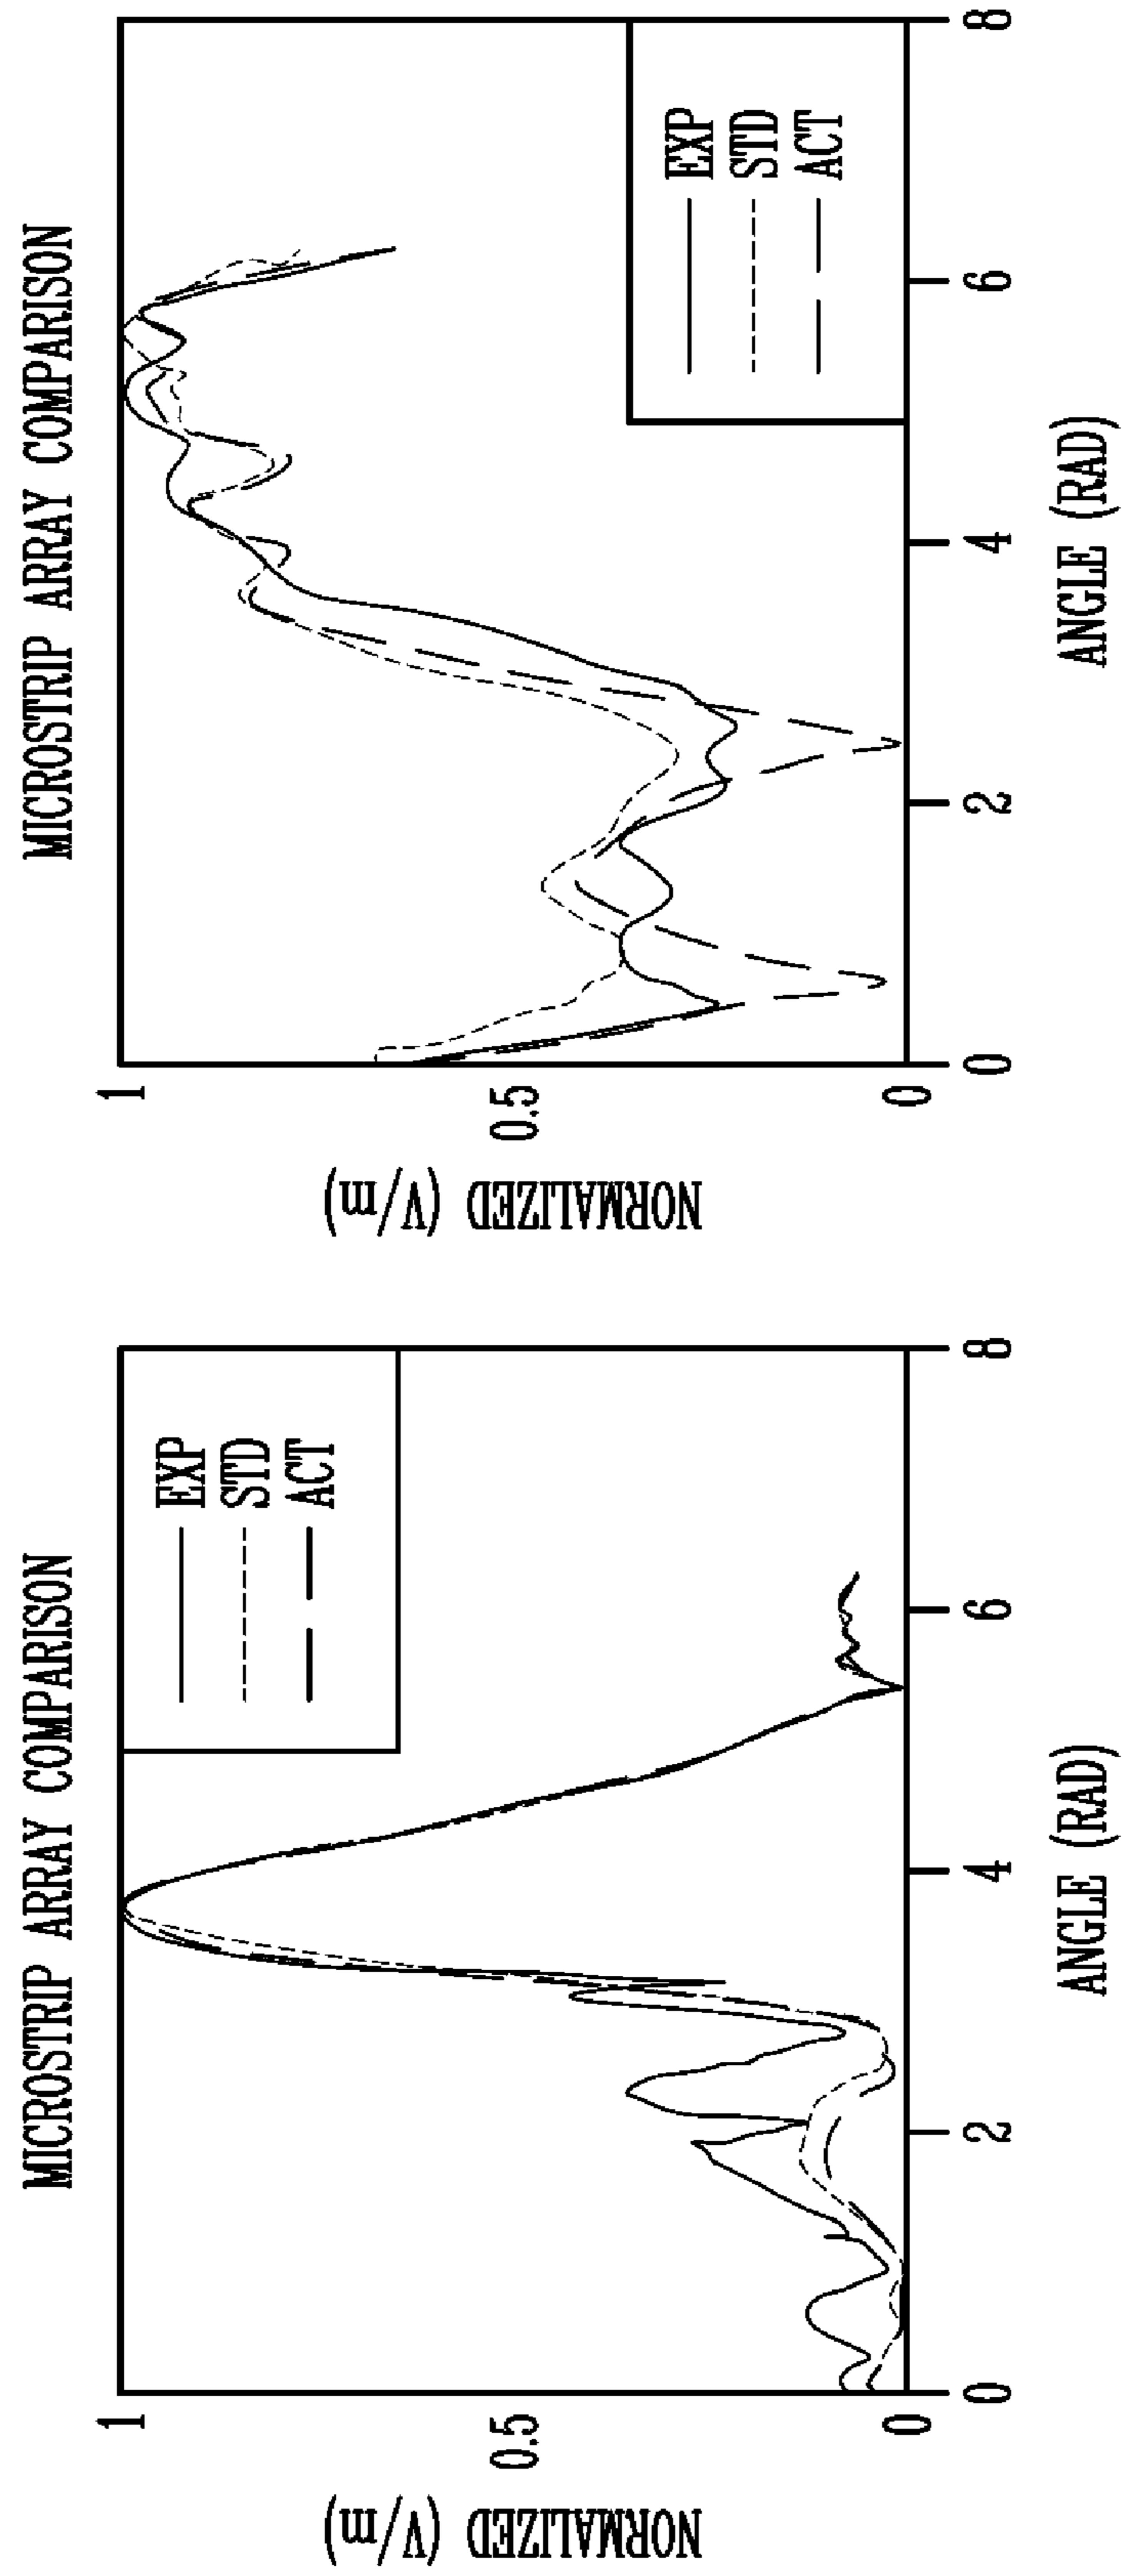 MICROSTRIP ARRAY COMPARISON
NORMALIZED (V/m)
1
0.5
0
EXP
STD
ACT
0
2
4
6
8
ANGLE (RAD)
MICROSTRIP ARRAY COMPARISON
NORMALIZED (V/m)
1
0.5
0
EXP
STD
ACT
0
2
4
6
8
ANGLE (RAD)